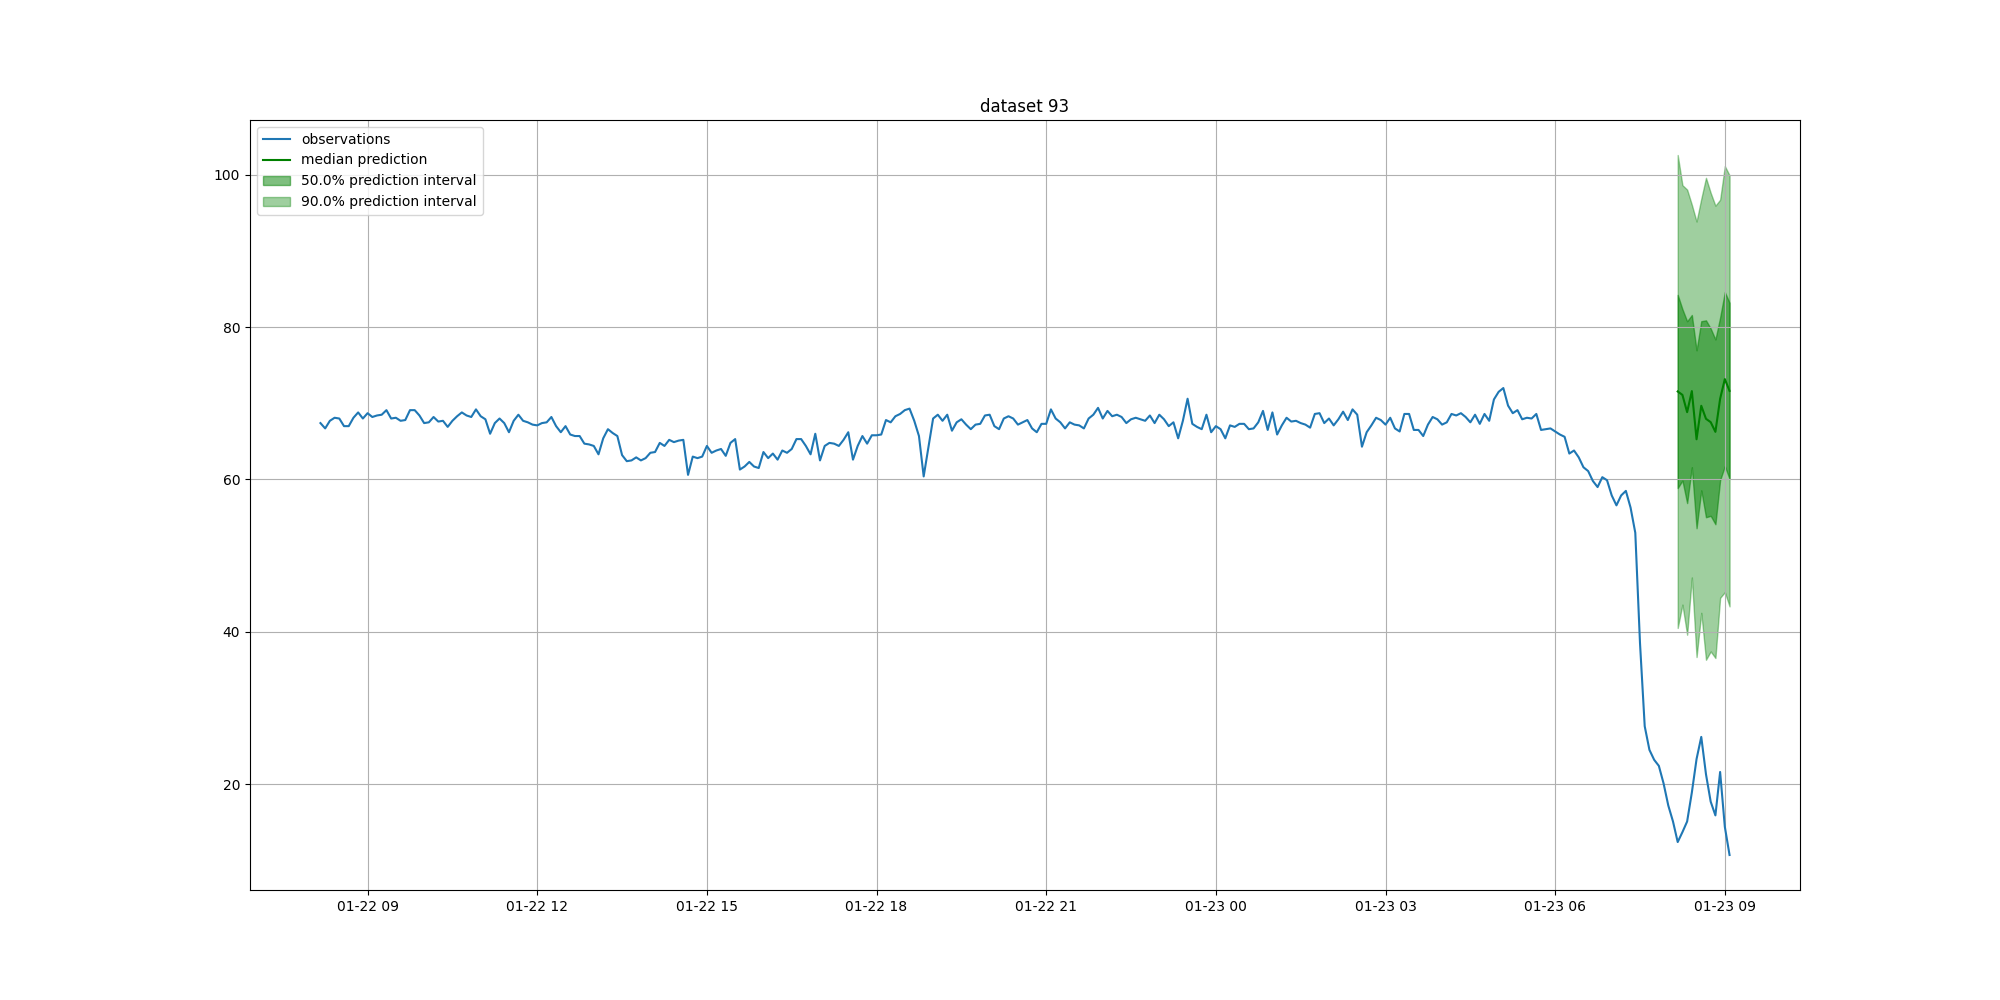 dataset 93
observations
median prediction
50.0% prediction interval
90.0% prediction interval
100
80
60
40
20
01-22 09 01-22 12 01-22 15 01-22 18 01-22 21 01-23 00 01-23 03 01-23 06 01-23 09